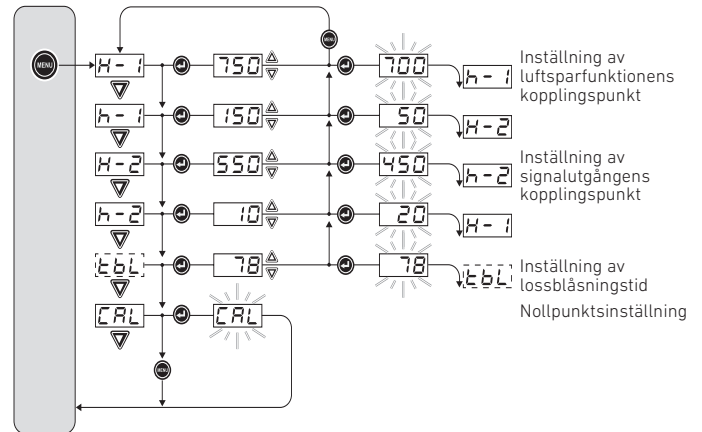 MENU
MENU
H-1
750
700
h-1
Inställning av
luftsparfunktionens
kopplingspunkt
h-1
150
50
H-2
H-2
550
450
h-2
Inställning av
signalutgångens
kopplingspunkt
h-2
10
20
H-1
tbL
78
78
tbL
Inställning av
lossblåsningstid
CAL
CAL
Nollpunktsinställning
MENU